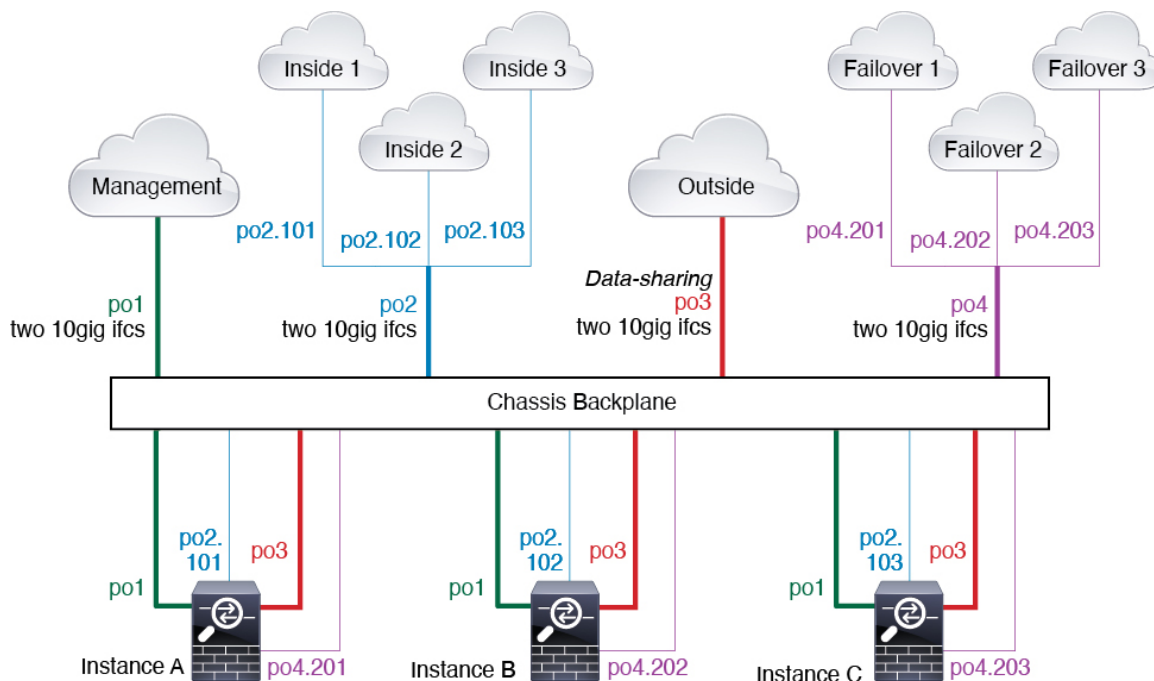 Inside 1
Inside 3
Failover 1
Failover 3
Inside 2
Failover 2
Management
Outside
po2.101
po2.102
po2.103
po4.201
po4.202
po4.203
Data-sharing
po1
two 10gig ifcs
po2
two 10gig ifcs
po3
two 10gig ifcs
po4
two 10gig ifcs
Chassis Backplane
po1
po2.
101
po3
po1
po2.
102
po3
po1
po2.
103
po3
Instance A
po4.201
Instance B
po4.202
Instance C
po4.203